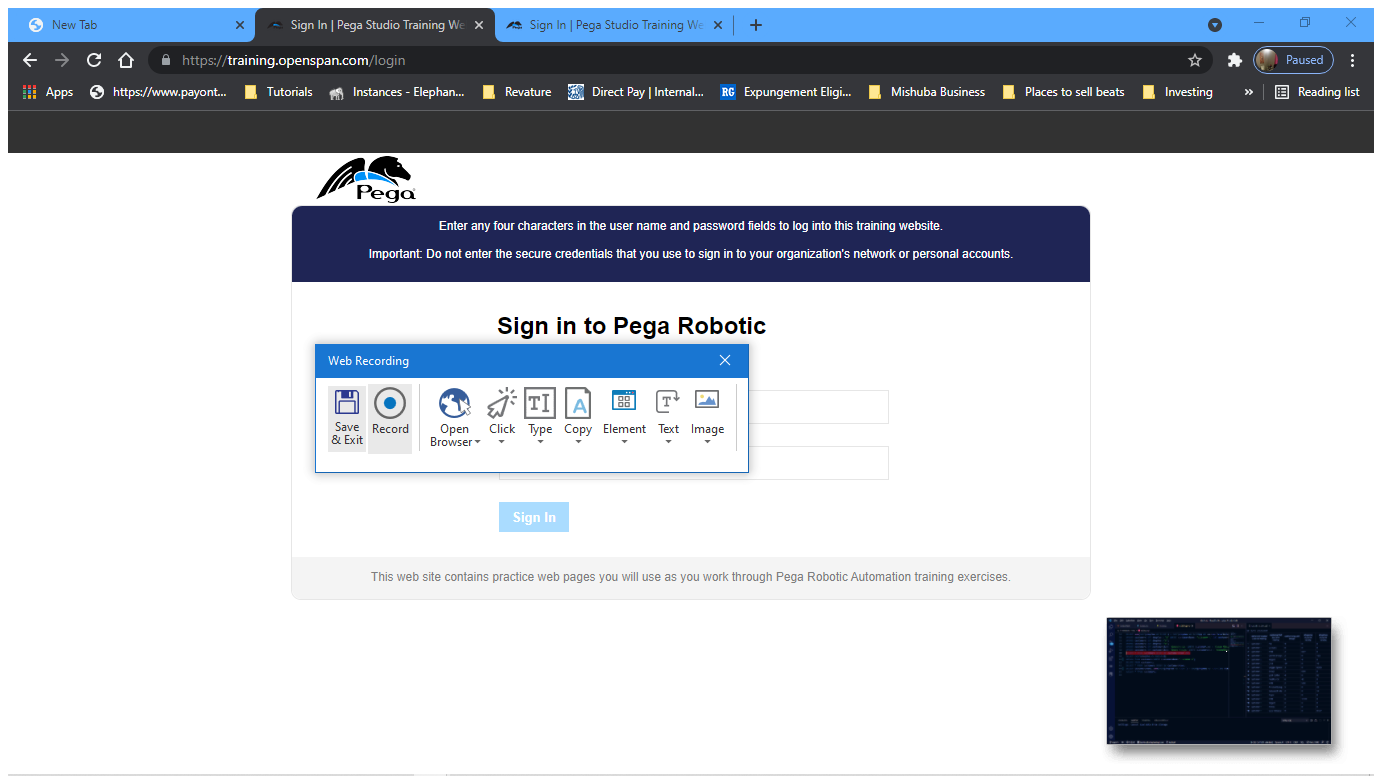 New Tab
Sign In | Pega Studio Training We
Sign In | Pega Studio Training We
https://training.openspan.com/login
Paused
Apps
https://www.payont...
Tutorials
Instances - Elephan...
Revature
Direct Pay | Internal...
RG
Expungement Eligi...
Mishuba Business
Places to sell beats
Investing
»
Reading list
Pega
Enter any four characters in the user name and password fields to log into this training website.
Important: Do not enter the secure credentials that you use to sign in to your organization's network or personal accounts.
Sign in to Pega Robotic
Web Recording
Save
& Exit
Record
Open
Browser
Click
Type
Copy
Element
Text
Image
Sign In
This web site contains practice web pages you will use as you work through Pega Robotic Automation training exercises.